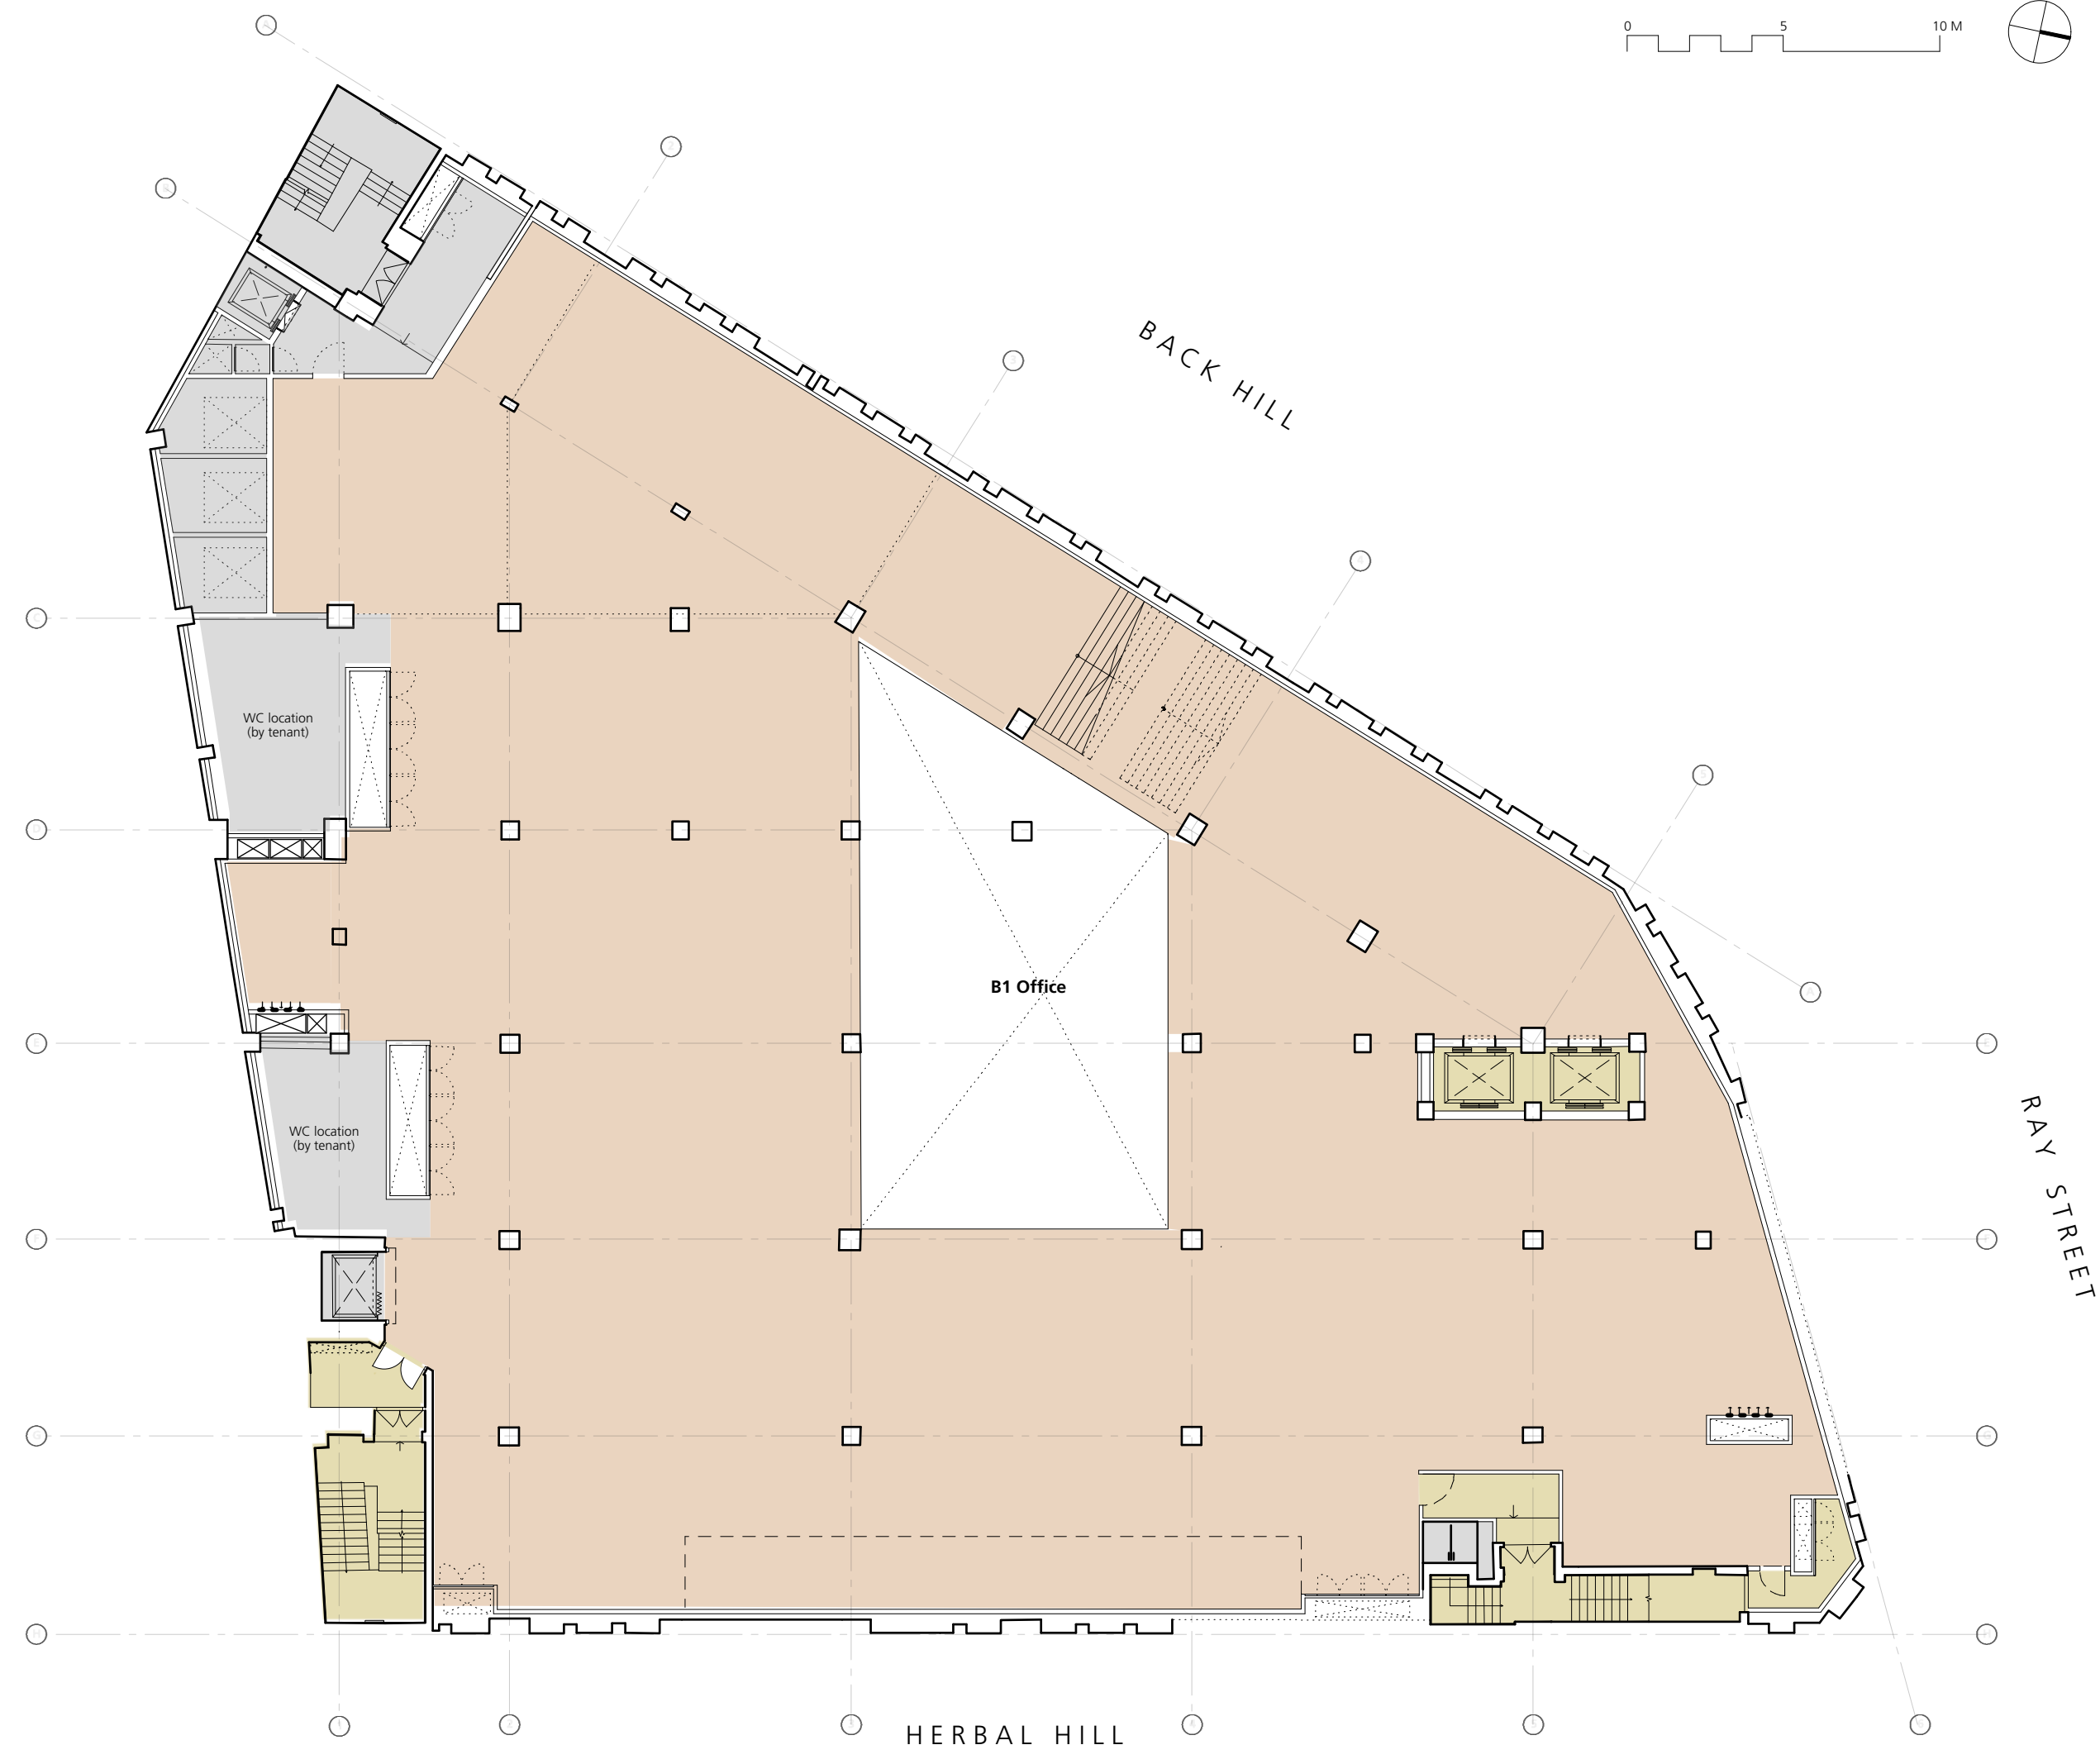 0 5 10 M
BACK HILL
WC location
(by tenant)
B1 Office
WC location
(by tenant)
RAY STREET
HERBAL HILL